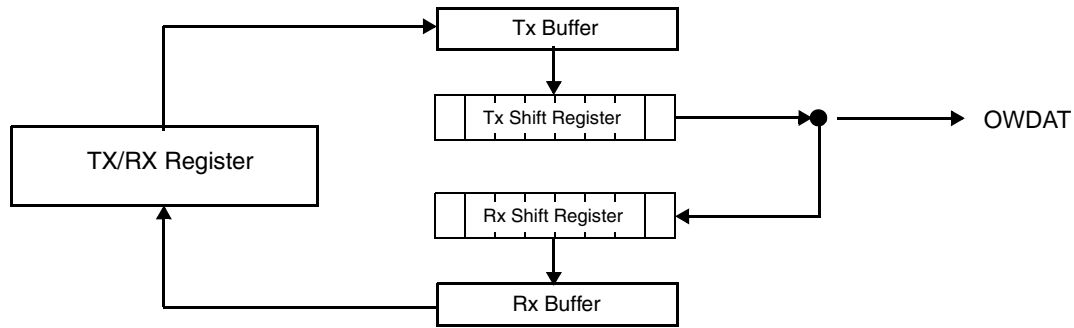 Tx Buffer
Tx Shift Register
OWDAT
TX/RX Register
Rx Shift Register
Rx Buffer